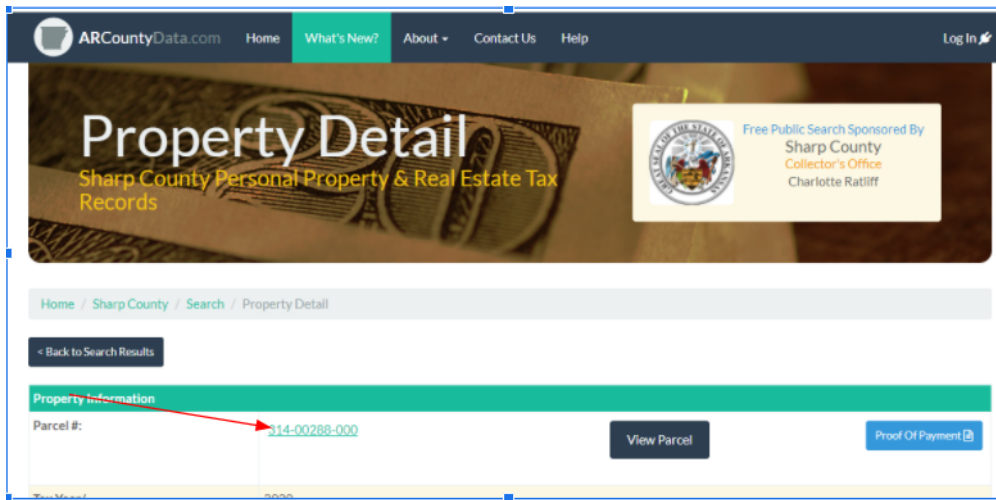 ARCountyData.com Home What's New? About Contact Us Help Log In
Property Detail
Sharp County Personal Property & Real Estate Tax
Records
Free Public Search Sponsored By
Sharp County
Collector's Office
Charlotte Ratliff
Home / Sharp County / Search / Property Detail
< Back to Search Results
Property Information
Parcel #: 314-00288-000 View Parcel Proof Of Payment